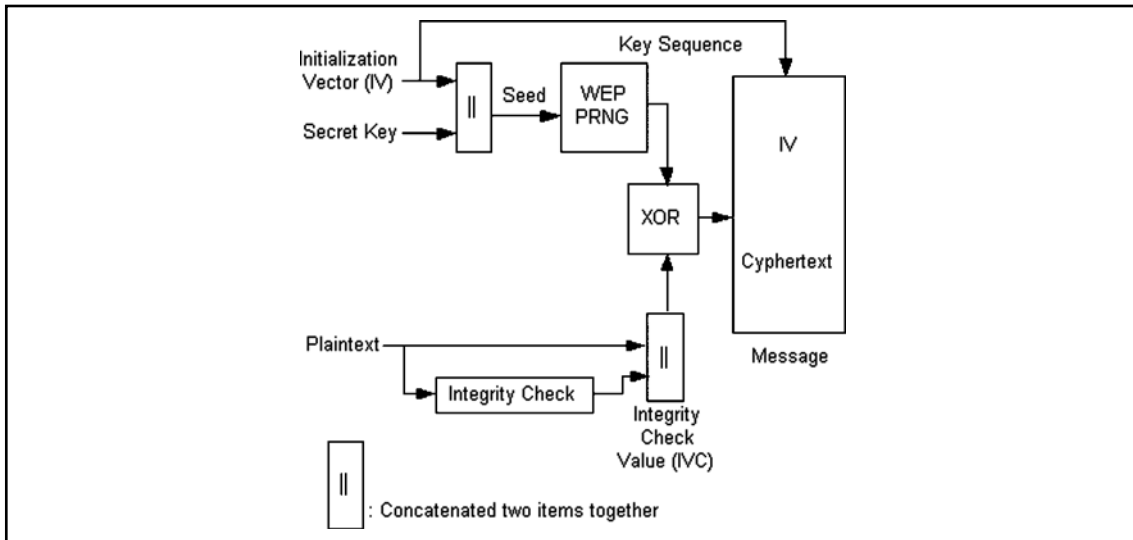 Key Sequence
Initialization
Vector (IV)
||
Seed
WEP
PRNG
Secret Key
IV
XOR
Cyphertext
Plaintext
||
Message
Integrity Check
Integrity
Check
Value (IVC)
||
: Concatenated two items together